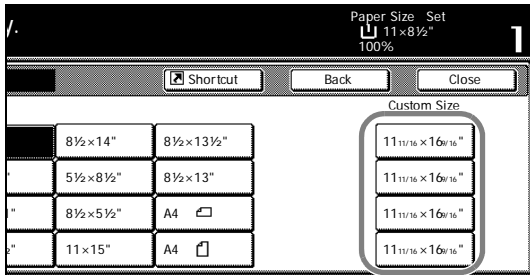 y.
Paper Size Set
11×8½"
100%
1
Shortcut
Back
Close
Custom Size
8½×14"
8½×13½"
11 11/16 ×16 9/16 "
"
5½×8½"
8½×13"
11 11/16 ×16 9/16 "
"
8½×5½"
A4
11 11/16 ×16 9/16 "
"
11×15"
A4
11 11/16 ×16 9/16 "